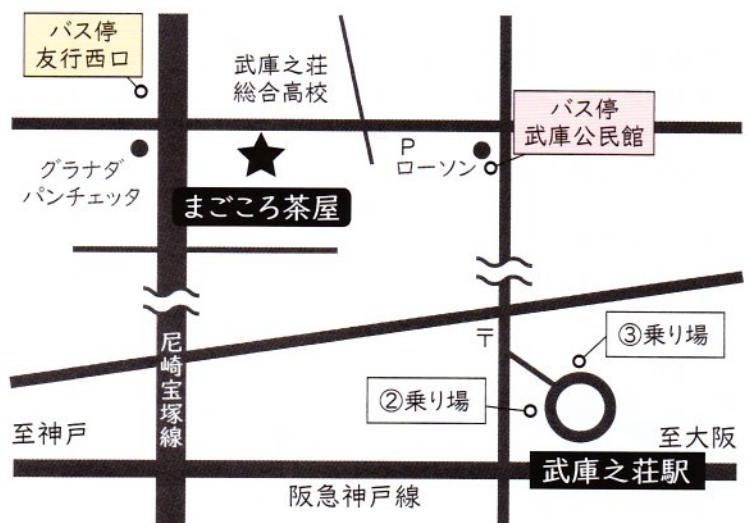 バス停
友行西口
武庫之荘
総合高校
バス停
武庫公民館
グラナダ
パンチェッタ
P
ローソン
まごころ茶屋
尼崎宝塚線
〒
③乗り場
②乗り場
至神戸
至大阪
武庫之荘駅
阪急神戸線